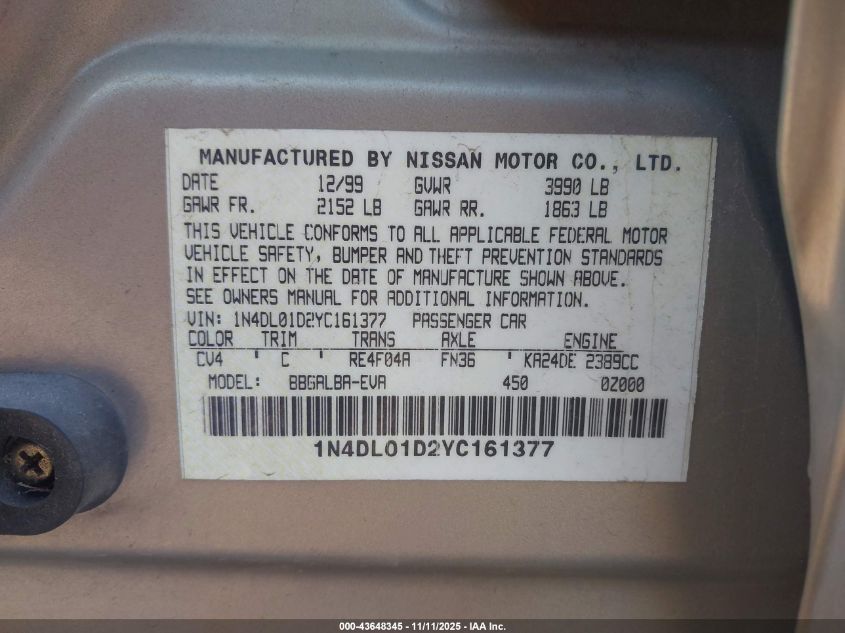 MANUFACTURED BY NISSAN MOTOR CO., LTD.
DATE 12/99 GVWR 3990 LB
GAWR FR. 2152 LB GAWR RR. 1863 LB
THIS VEHICLE CONFORMS TO ALL APPLICABLE FEDERAL MOTOR
VEHICLE SAFETY, BUMPER AND THEFT PREVENTION STANDARDS
IN EFFECT ON THE DATE OF MANUFACTURE SHOWN ABOVE.
SEE OWNERS MANUAL FOR ADDITIONAL INFORMATION.
VIN: 1N4DL01D2YC161377 PASSENGER CAR
COLOR TRIM TRANS AXLE ENGINE
CV4 ' C ' RE4F04A FN36 ' KA24DE 2389CC
MODEL: BBGALBA-EVA 450 0Z000
1N4DL01D2YC161377
000-43648345 - 11/11/2025 - IAA Inc.